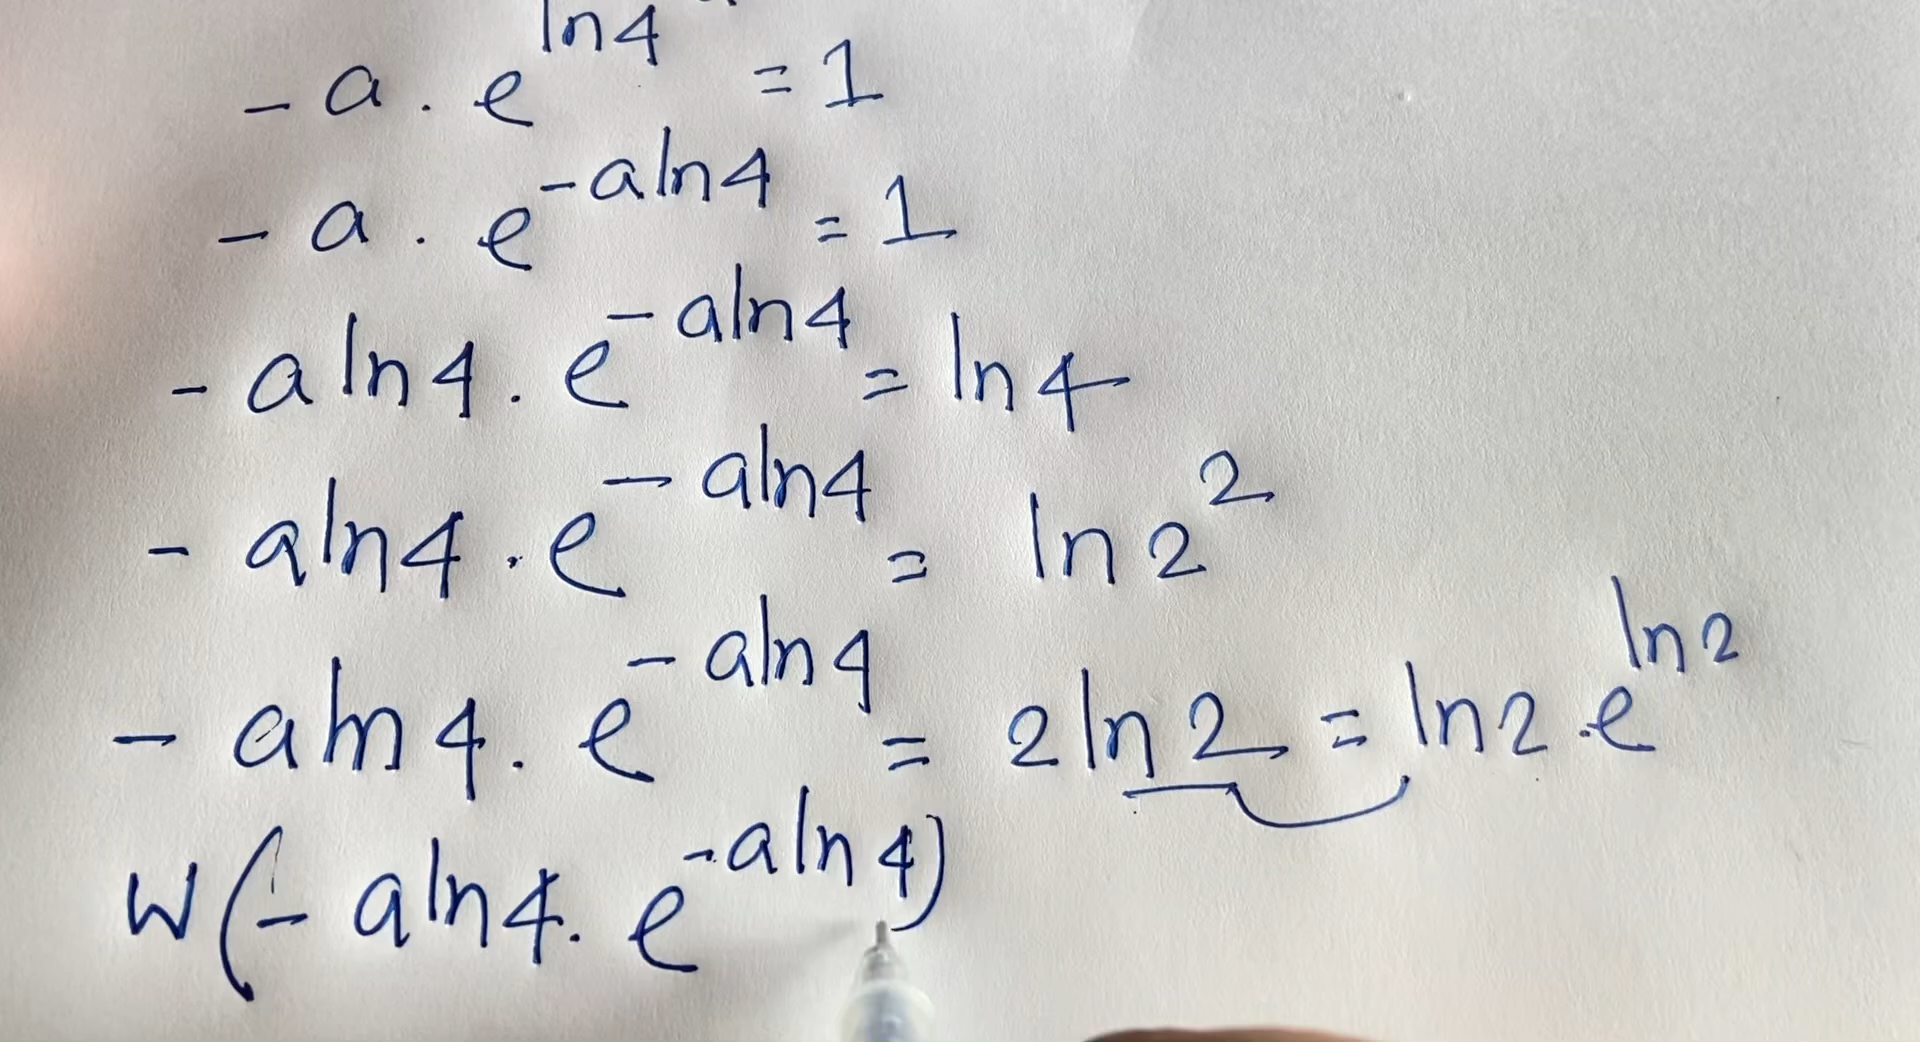 - a . e^ln4 = 1
- a . e^-aln4 = 1
- aln4 . e^-aln4 = ln4
- aln4 . e^-aln4 = ln2^2
- aln4 . e^-aln4 = 2ln2 = ln2 . e^ln2
W(- aln4 . e^-aln4)